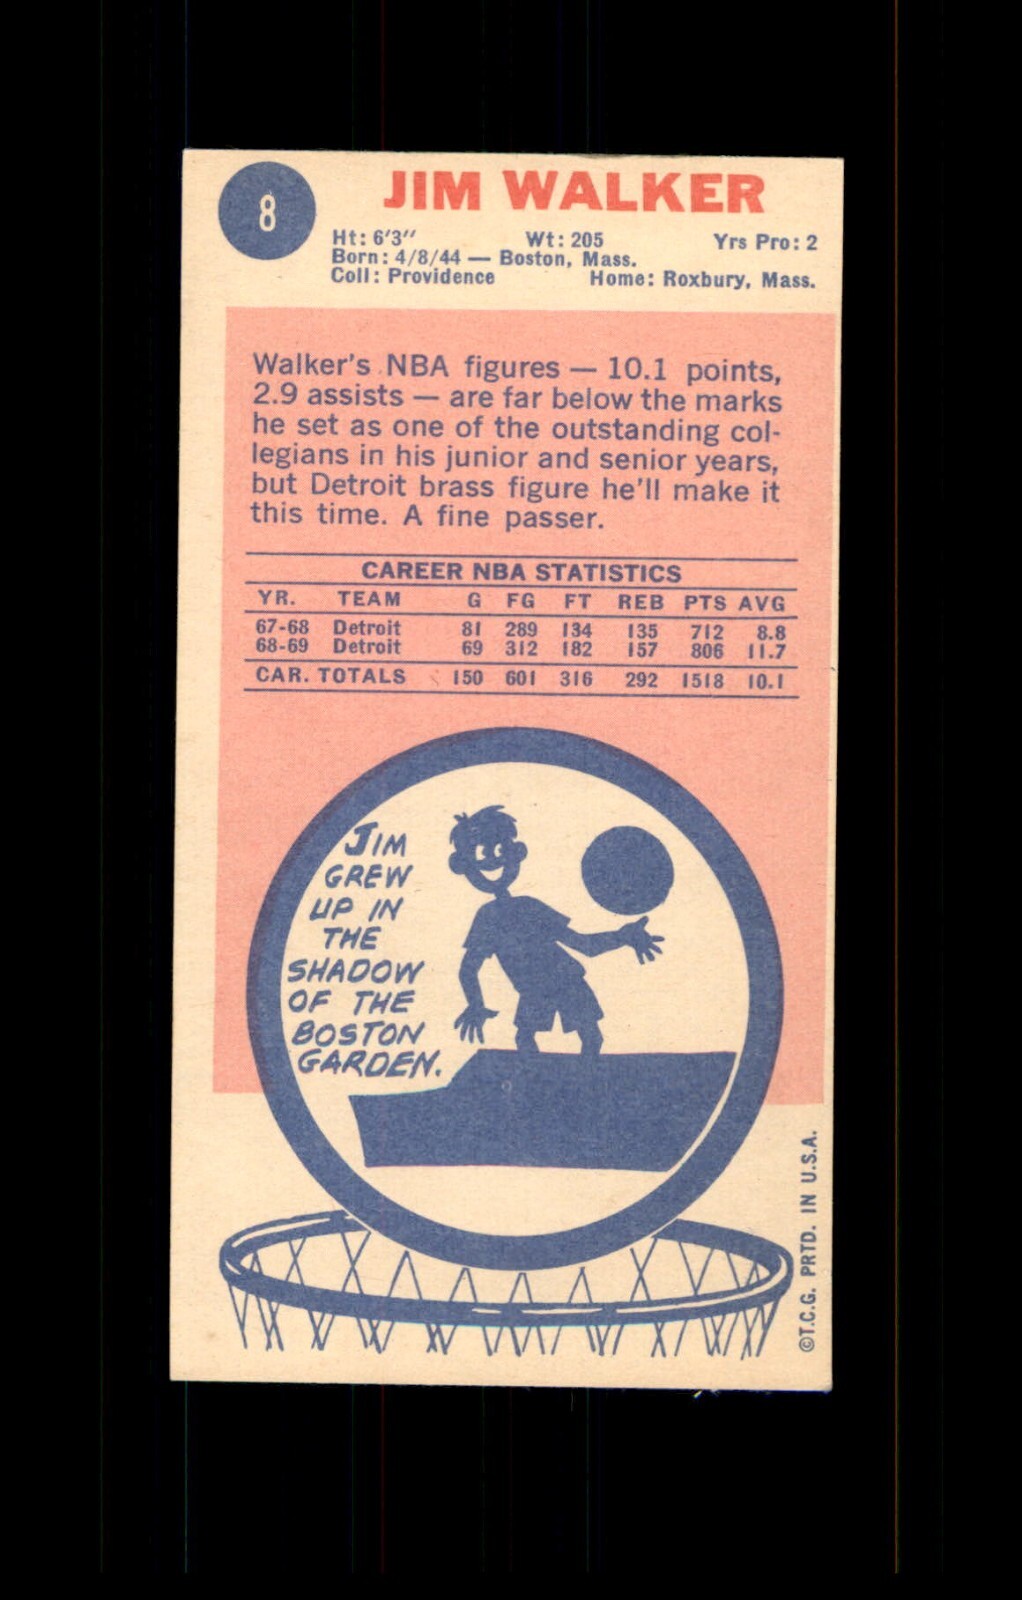 8
JIM WALKER
Ht: 6'3" Wt: 205 Yrs Pro: 2
Born: 4/8/44 — Boston, Mass.
Coll: Providence Home: Roxbury, Mass.
Walker's NBA figures — 10.1 points,
2.9 assists — are far below the marks
he set as one of the outstanding col-
legians in his junior and senior years,
but Detroit brass figure he'll make it
this time. A fine passer.
CAREER NBA STATISTICS
YR. TEAM G FG FT REB PTS AVG
67-68 Detroit 81 289 134 135 712 8.8
68-69 Detroit 69 312 182 157 806 11.7
CAR. TOTALS 150 601 316 292 1518 10.1
JIM
GREW
UP IN
THE
SHADOW
OF THE
BOSTON
GARDEN.
©T.C.G. PRTD. IN U.S.A.